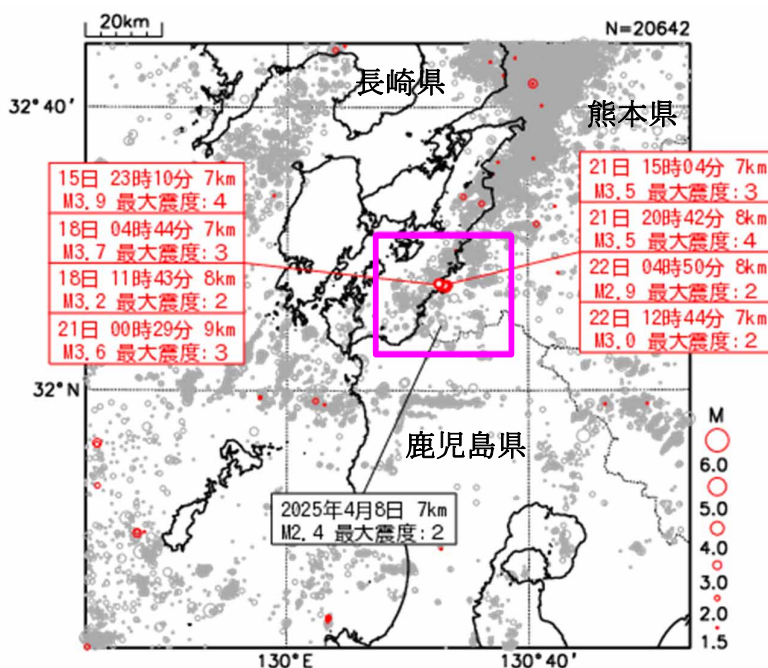 20km
N=20642
長崎県
32°40′
熊本県
15日 23時10分 7km
M3.9 最大震度:4
18日 04時44分 7km
M3.7 最大震度:3
18日 11時43分 8km
M3.2 最大震度:2
21日 00時29分 9km
M3.6 最大震度:3
21日 15時04分 7km
M3.5 最大震度:3
21日 20時42分 8km
M3.5 最大震度:4
22日 04時50分 8km
M2.9 最大震度:2
22日 12時44分 7km
M3.0 最大震度:2
32°N
鹿児島県
2025年4月8日 7km
M2.4 最大震度:2
M
6.0
5.0
4.0
3.0
2.0
1.5
130°E
130°40′